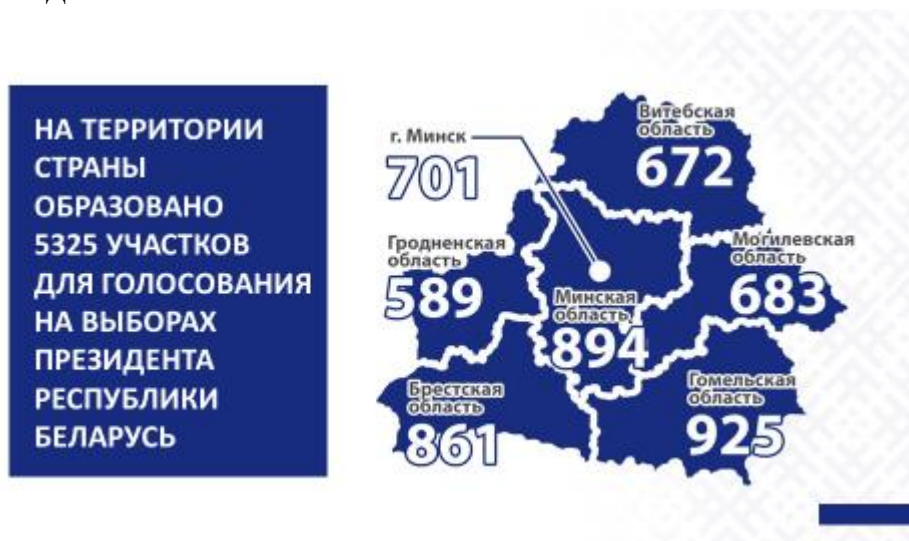 НА ТЕРРИТОРИИ
СТРАНЫ
ОБРАЗОВАНО
5325 УЧАСТКОВ
ДЛЯ ГОЛОСОВАНИЯ
НА ВЫБОРАХ
ПРЕЗИДЕНТА
РЕСПУБЛИКИ
БЕЛАРУСЬ
г. Минск
701
Витебская
область
672
Гродненская
область
589
Минская
область
894
Могилевская
область
683
Брестская
область
861
Гомельская
область
925